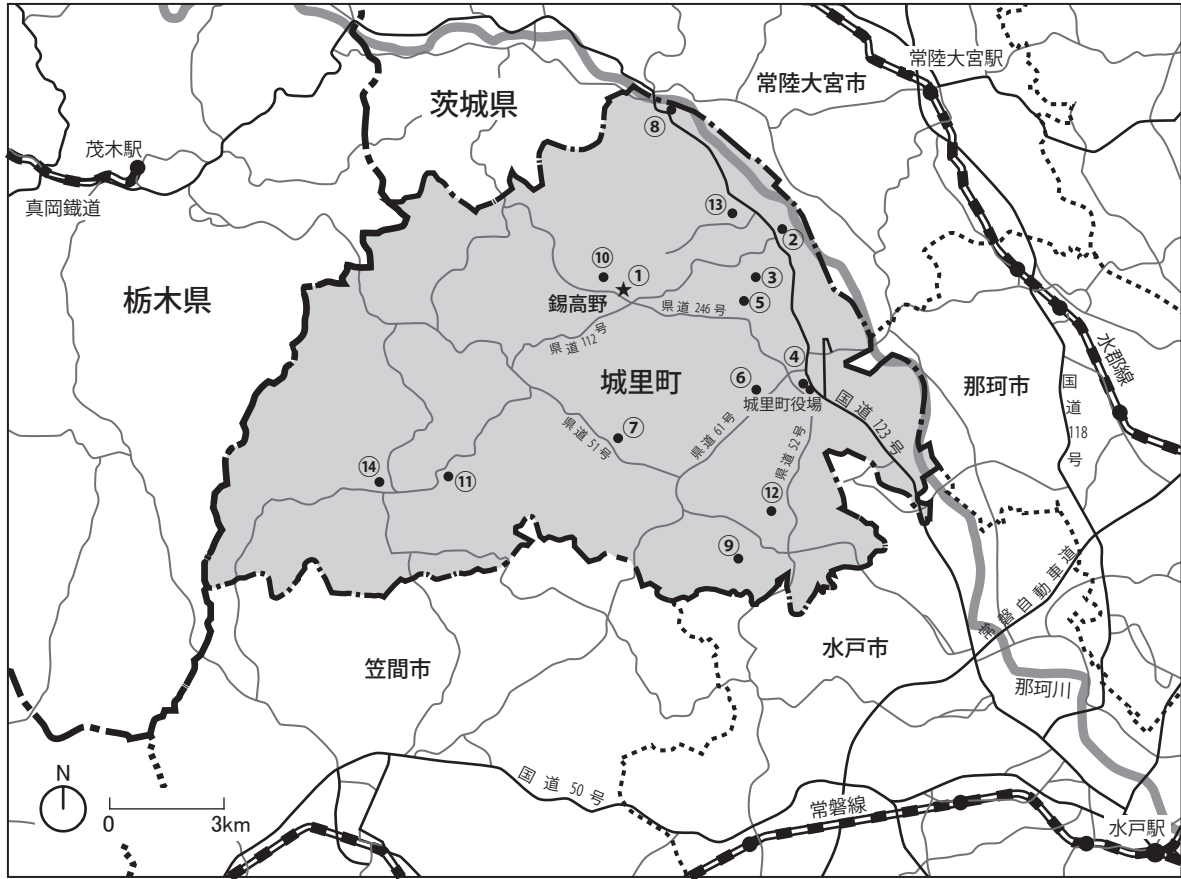 常陸大宮駅
常陸大宮市
茨城県
⑧
茂木駅
真岡鐵道
⑬
②
⑩
①
③
栃木県
錫高野
県道 246号
⑤
県道 112号
水郡線
④
城里町
⑥
城里町役場
那珂市
国道 118号
国道 123号
県道 61号
県道 52号
⑦
県道 51号
⑭
⑪
⑫
⑨
常磐自動車道
水戸市
笠間市
那珂川
N
0 3km
国道 50号
常磐線
水戸駅